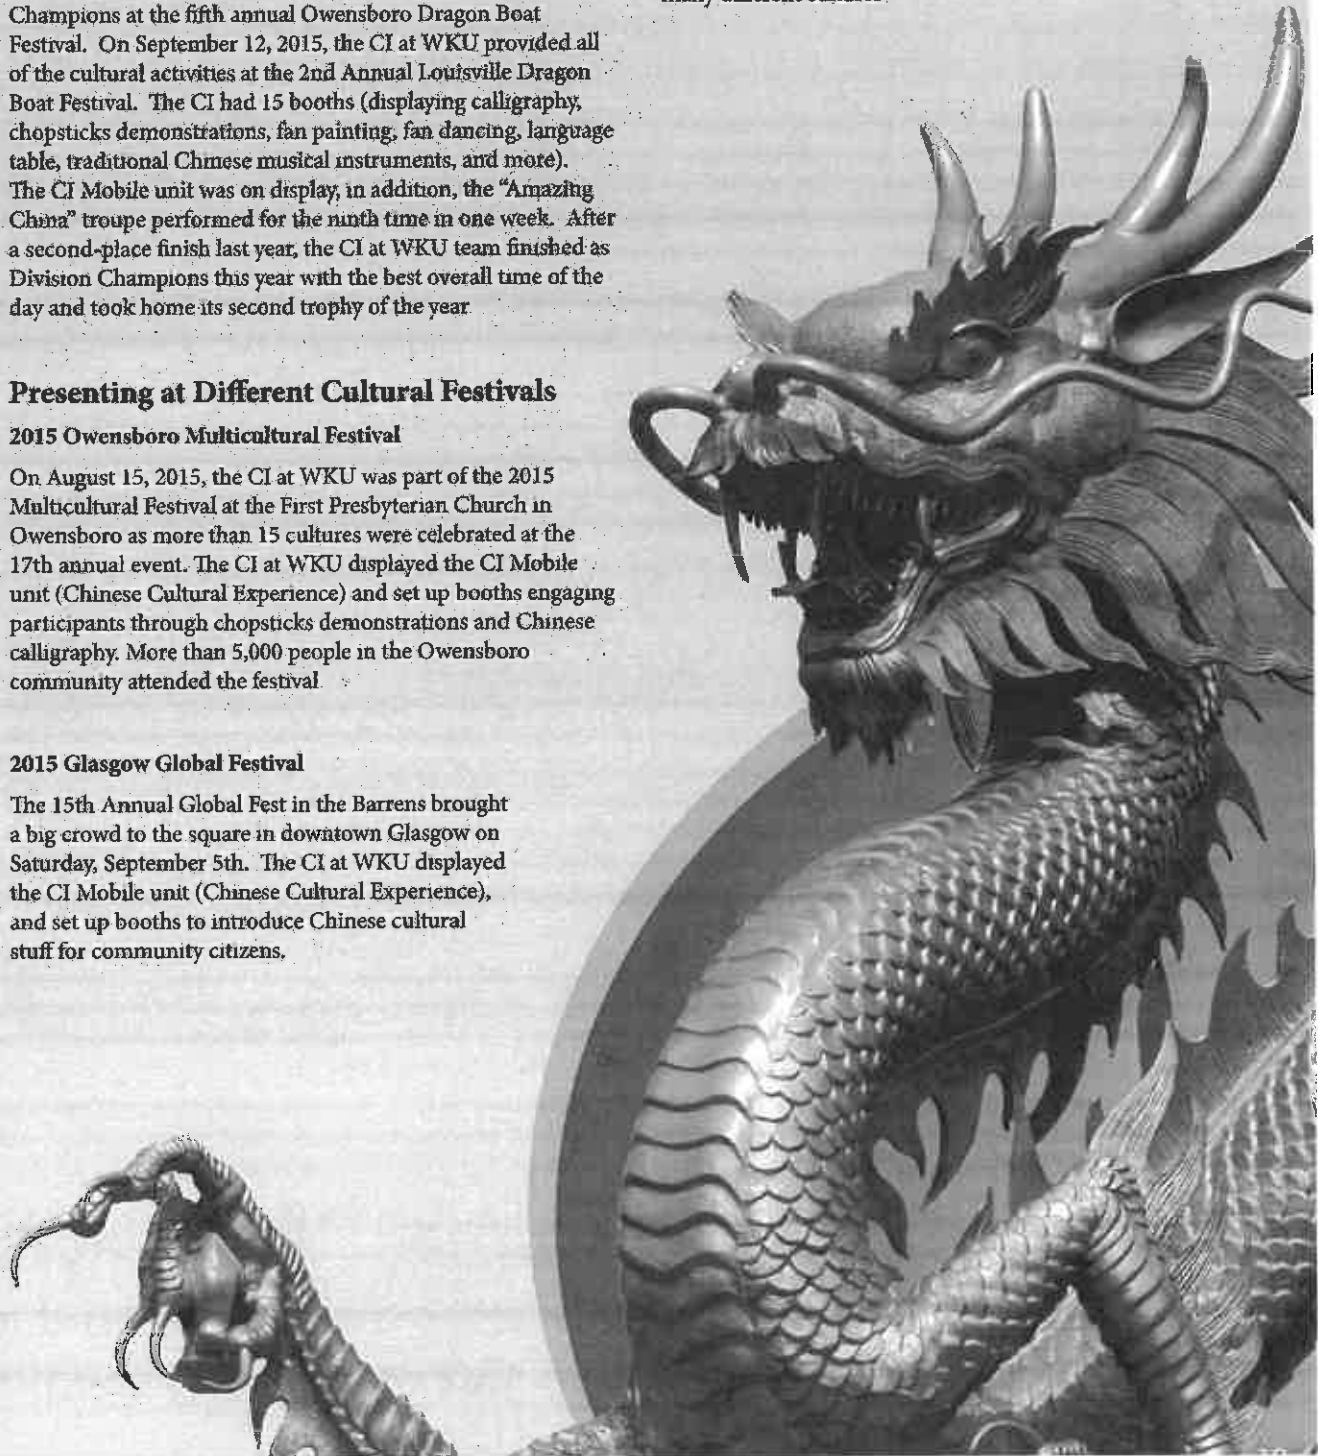 Champions at the fifth annual Owensboro Dragon Boat
Festival. On September 12, 2015, the CI at WKU provided all
of the cultural activities at the 2nd Annual Louisville Dragon
Boat Festival. The CI had 15 booths (displaying calligraphy,
chopsticks demonstrations, fan painting, fan dancing, language
table, traditional Chinese musical instruments, and more).
The CI Mobile unit was on display, in addition, the "Amazing
China" troupe performed for the ninth time in one week. After
a second-place finish last year, the CI at WKU team finished as
Division Champions this year with the best overall time of the
day and took home its second trophy of the year
Presenting at Different Cultural Festivals
2015 Owensboro Multicultural Festival
On August 15, 2015, the CI at WKU was part of the 2015
Multicultural Festival at the First Presbyterian Church in
Owensboro as more than 15 cultures were celebrated at the
17th annual event. The CI at WKU displayed the CI Mobile
unit (Chinese Cultural Experience) and set up booths engaging
participants through chopsticks demonstrations and Chinese
calligraphy. More than 5,000 people in the Owensboro
community attended the festival
2015 Glasgow Global Festival
The 15th Annual Global Fest in the Barrens brought
a big crowd to the square in downtown Glasgow on
Saturday, September 5th. The CI at WKU displayed
the CI Mobile unit (Chinese Cultural Experience),
and set up booths to introduce Chinese cultural
stuff for community citizens.